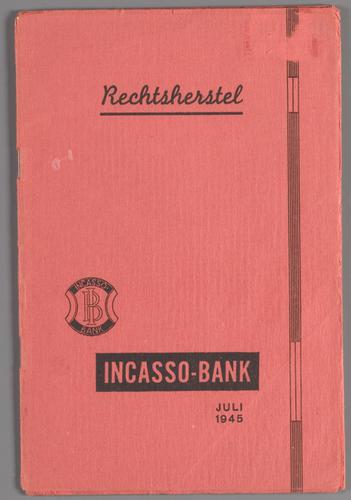 Rechtsherstel
INCASSO-
IB
BANK
INCASSO-BANK
JULI
1945